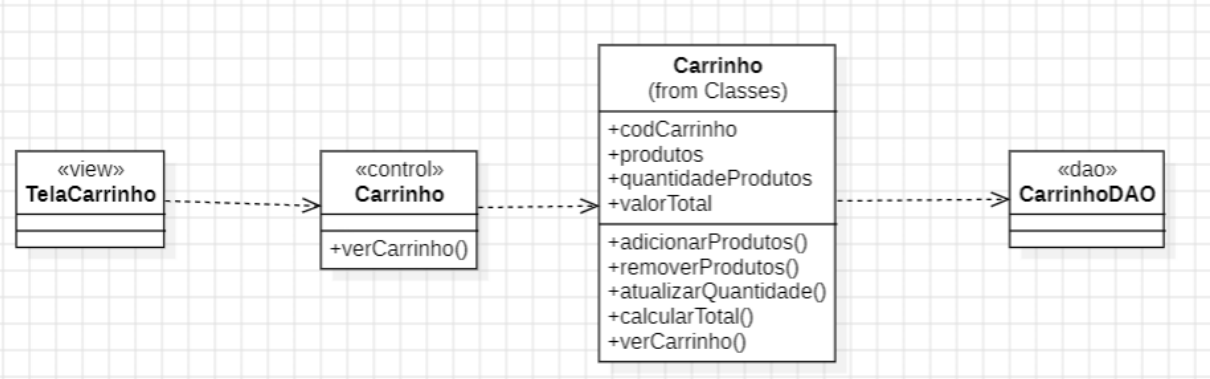 «view»
TelaCarrinho
«control»
Carrinho
+verCarrinho()
Carrinho
(from Classes)
+codCarrinho
+produtos
+quantidadeProdutos
+valorTotal
+adicionarProdutos()
+removerProdutos()
+atualizarQuantidade()
+calcularTotal()
+verCarrinho()
«dao»
CarrinhoDAO